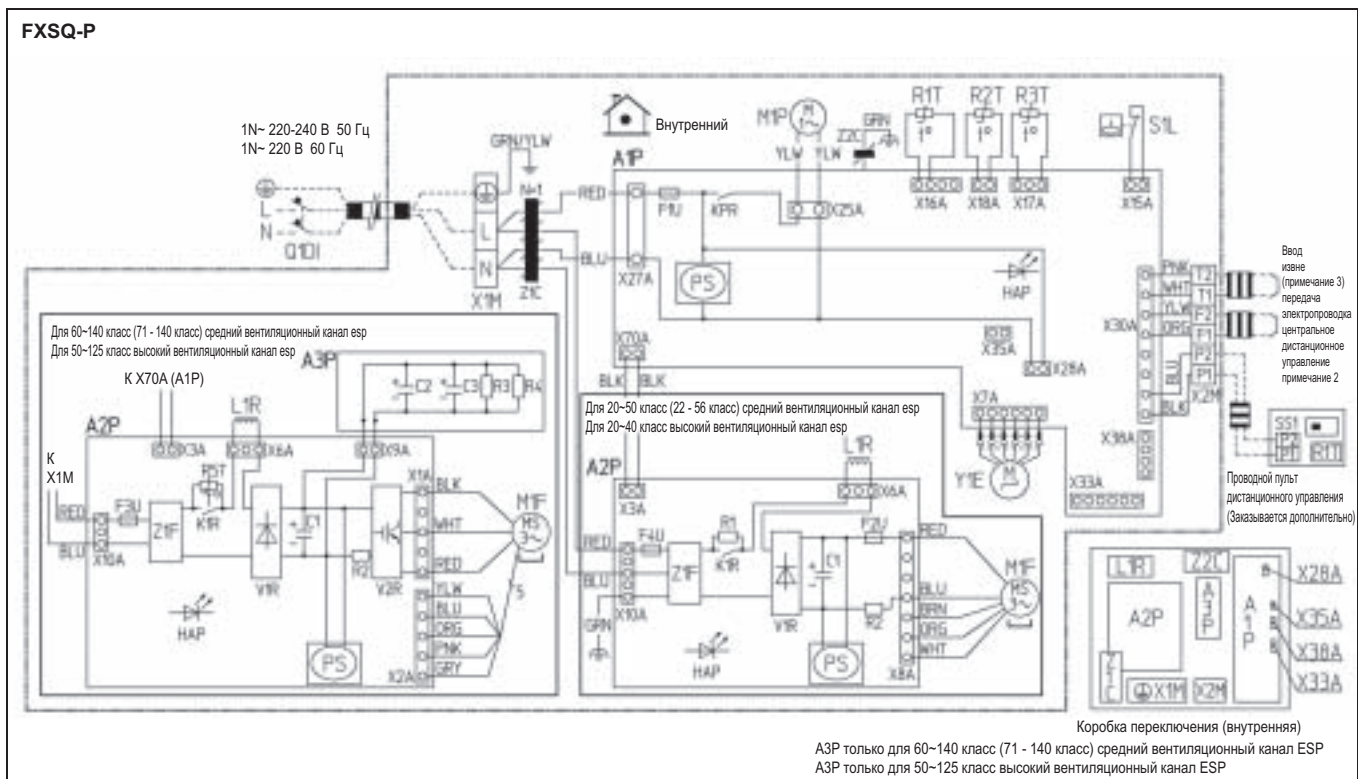 FXSQ-P
1N~ 220-240 В 50 Гц
1N~ 220 В 60 Гц
L
N
Q1DI
GRN/YLW
N=1
L
N
X1M
Z1C
RED
BLU
Внутренний
A1P
X27A
F1U
KPR
PS
M1P
M
1~
YLW
YLW
Z2C
GRN
X25A
R1T
R2T
R3T
t°
t°
t°
X16A
X18A
X17A
S1L
X15A
HAP
X35A
X28A
X70A
BLK
BLK
X7A
Y1E
M
X30A
PNK
WHT
YLW
ORG
BLU
BLK
T2
T1
F2
F1
P2
P1
X2M
X38A
X33A
Ввод
извне
(примечание 3)
передача
электропроводка
центральное
дистанционное
управление
примечание 2
SS1
P2
P1
R1T
Проводной пульт
дистанционного управления
(Заказывается дополнительно)
Для 60~140 класс (71 - 140 класс) средний вентиляционный канал esp
Для 50~125 класс высокий вентиляционный канал esp
К X70A (A1P)
A3P
C2
C3
R3
R4
A2P
L1R
X3A
X6A
X9A
К
X1M
RED
BLU
X10A
F3U
Z1F
R5T
K1R
V1R
C1
R2
V2R
X1A
BLK
WHT
RED
M1F
MS
3~
5
YLW
BLU
ORG
PNK
GRY
X2A
HAP
PS
Для 20~50 класс (22 - 56 класс) средний вентиляционный канал esp
Для 20~40 класс высокий вентиляционный канал esp
A2P
X3A
L1R
X6A
RED
BLU
GRN
X10A
F4U
Z1F
R1
K1R
V1R
C1
F2U
R2
RED
BLU
BRN
ORG
WHT
X8A
M1F
MS
3~
HAP
PS
L1R
Z2C
A2P
A3P
A1P
Z1C
X1M
X2M
X28A
X35A
X38A
X33A
Коробка переключения (внутренняя)
A3P только для 60~140 класс (71 - 140 класс) средний вентиляционный канал ESP
A3P только для 50~125 класс высокий вентиляционный канал ESP